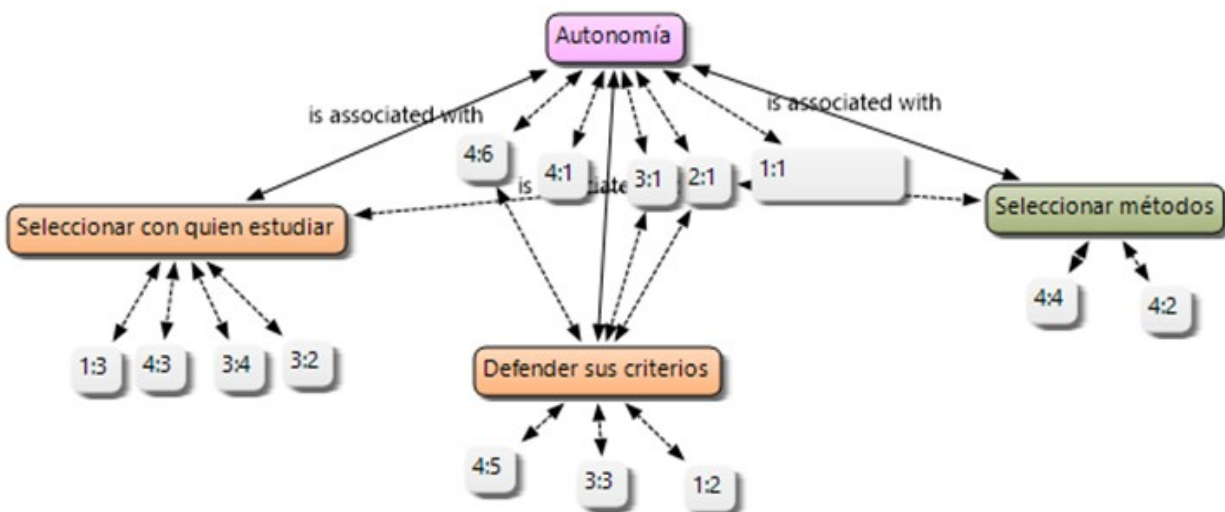 Autonomía
is associated with
is associated with
4:6
4:1
3:1
2:1
1:1
is
ciate
Seleccionar con quien estudiar
Seleccionar métodos
4:4
4:2
1:3
4:3
3:4
3:2
Defender sus criterios
4:5
3:3
1:2